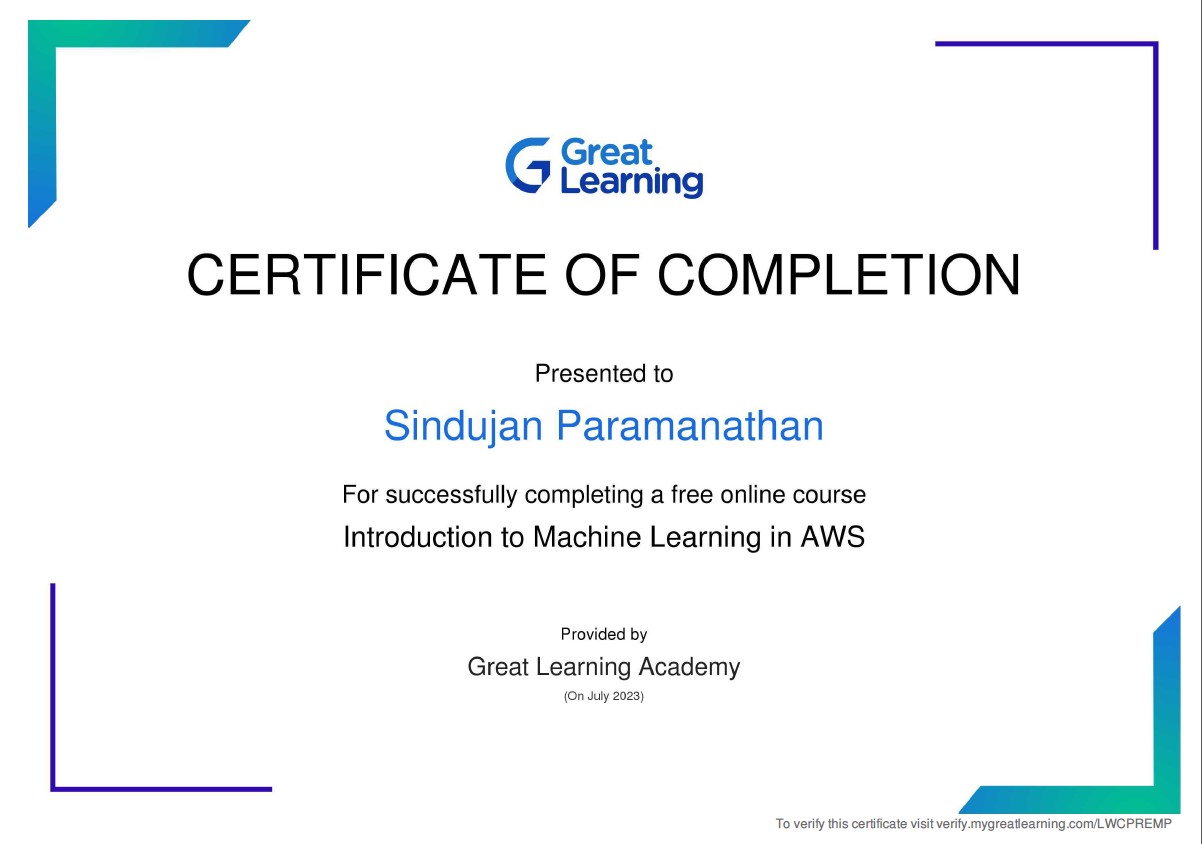 Great
Learning
CERTIFICATE OF COMPLETION
Presented to
Sindujan Paramanathan
For successfully completing a free online course
Introduction to Machine Learning in AWS
Provided by
Great Learning Academy
(On July 2023)
To verify this certificate visit verify.mygreatlearning.com/LWCPREMP